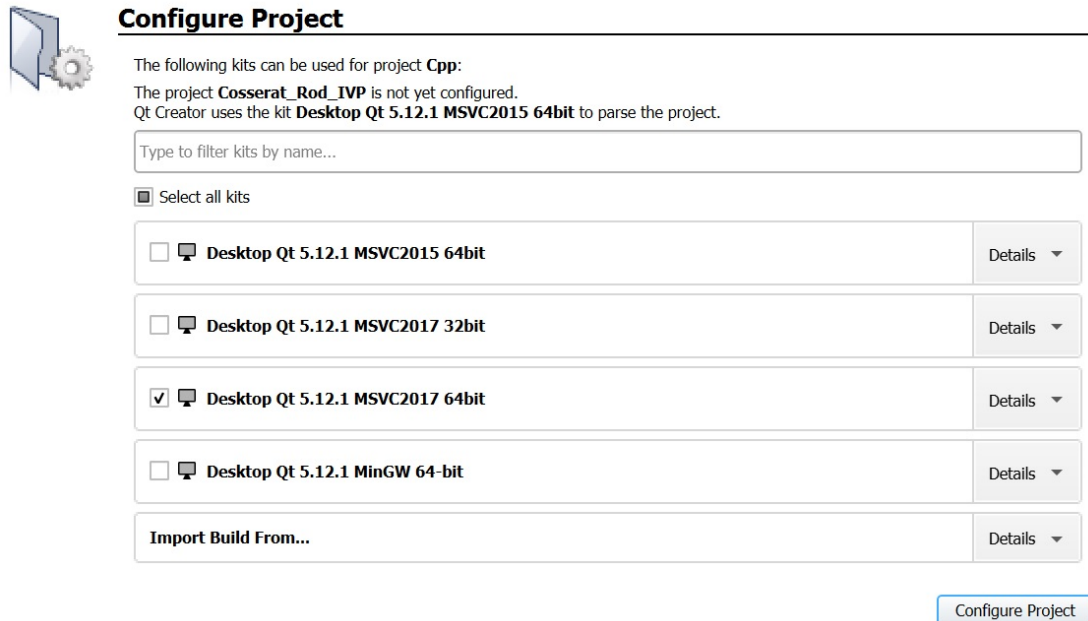 Configure Project
The following kits can be used for project Cpp:
The project Cosserat_Rod_IVP is not yet configured.
Qt Creator uses the kit Desktop Qt 5.12.1 MSVC2015 64bit to parse the project.
Type to filter kits by name...
Select all kits
Desktop Qt 5.12.1 MSVC2015 64bit Details
Desktop Qt 5.12.1 MSVC2017 32bit Details
Desktop Qt 5.12.1 MSVC2017 64bit Details
Desktop Qt 5.12.1 MinGW 64-bit Details
Import Build From... Details
Configure Project